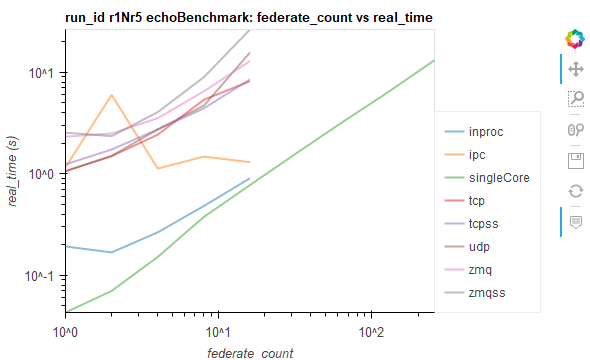 run_id r1Nr5 echoBenchmark: federate_count vs real_time
10^1
10^0
10^-1
real_time (s)
10^0
10^1
10^2
federate_count
inproc
ipc
singleCore
tcp
tcpss
udp
zmq
zmqss